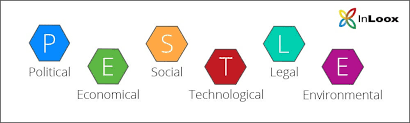 InLoox
P E S T L E
Political Social Legal
Economical Technological Environmental